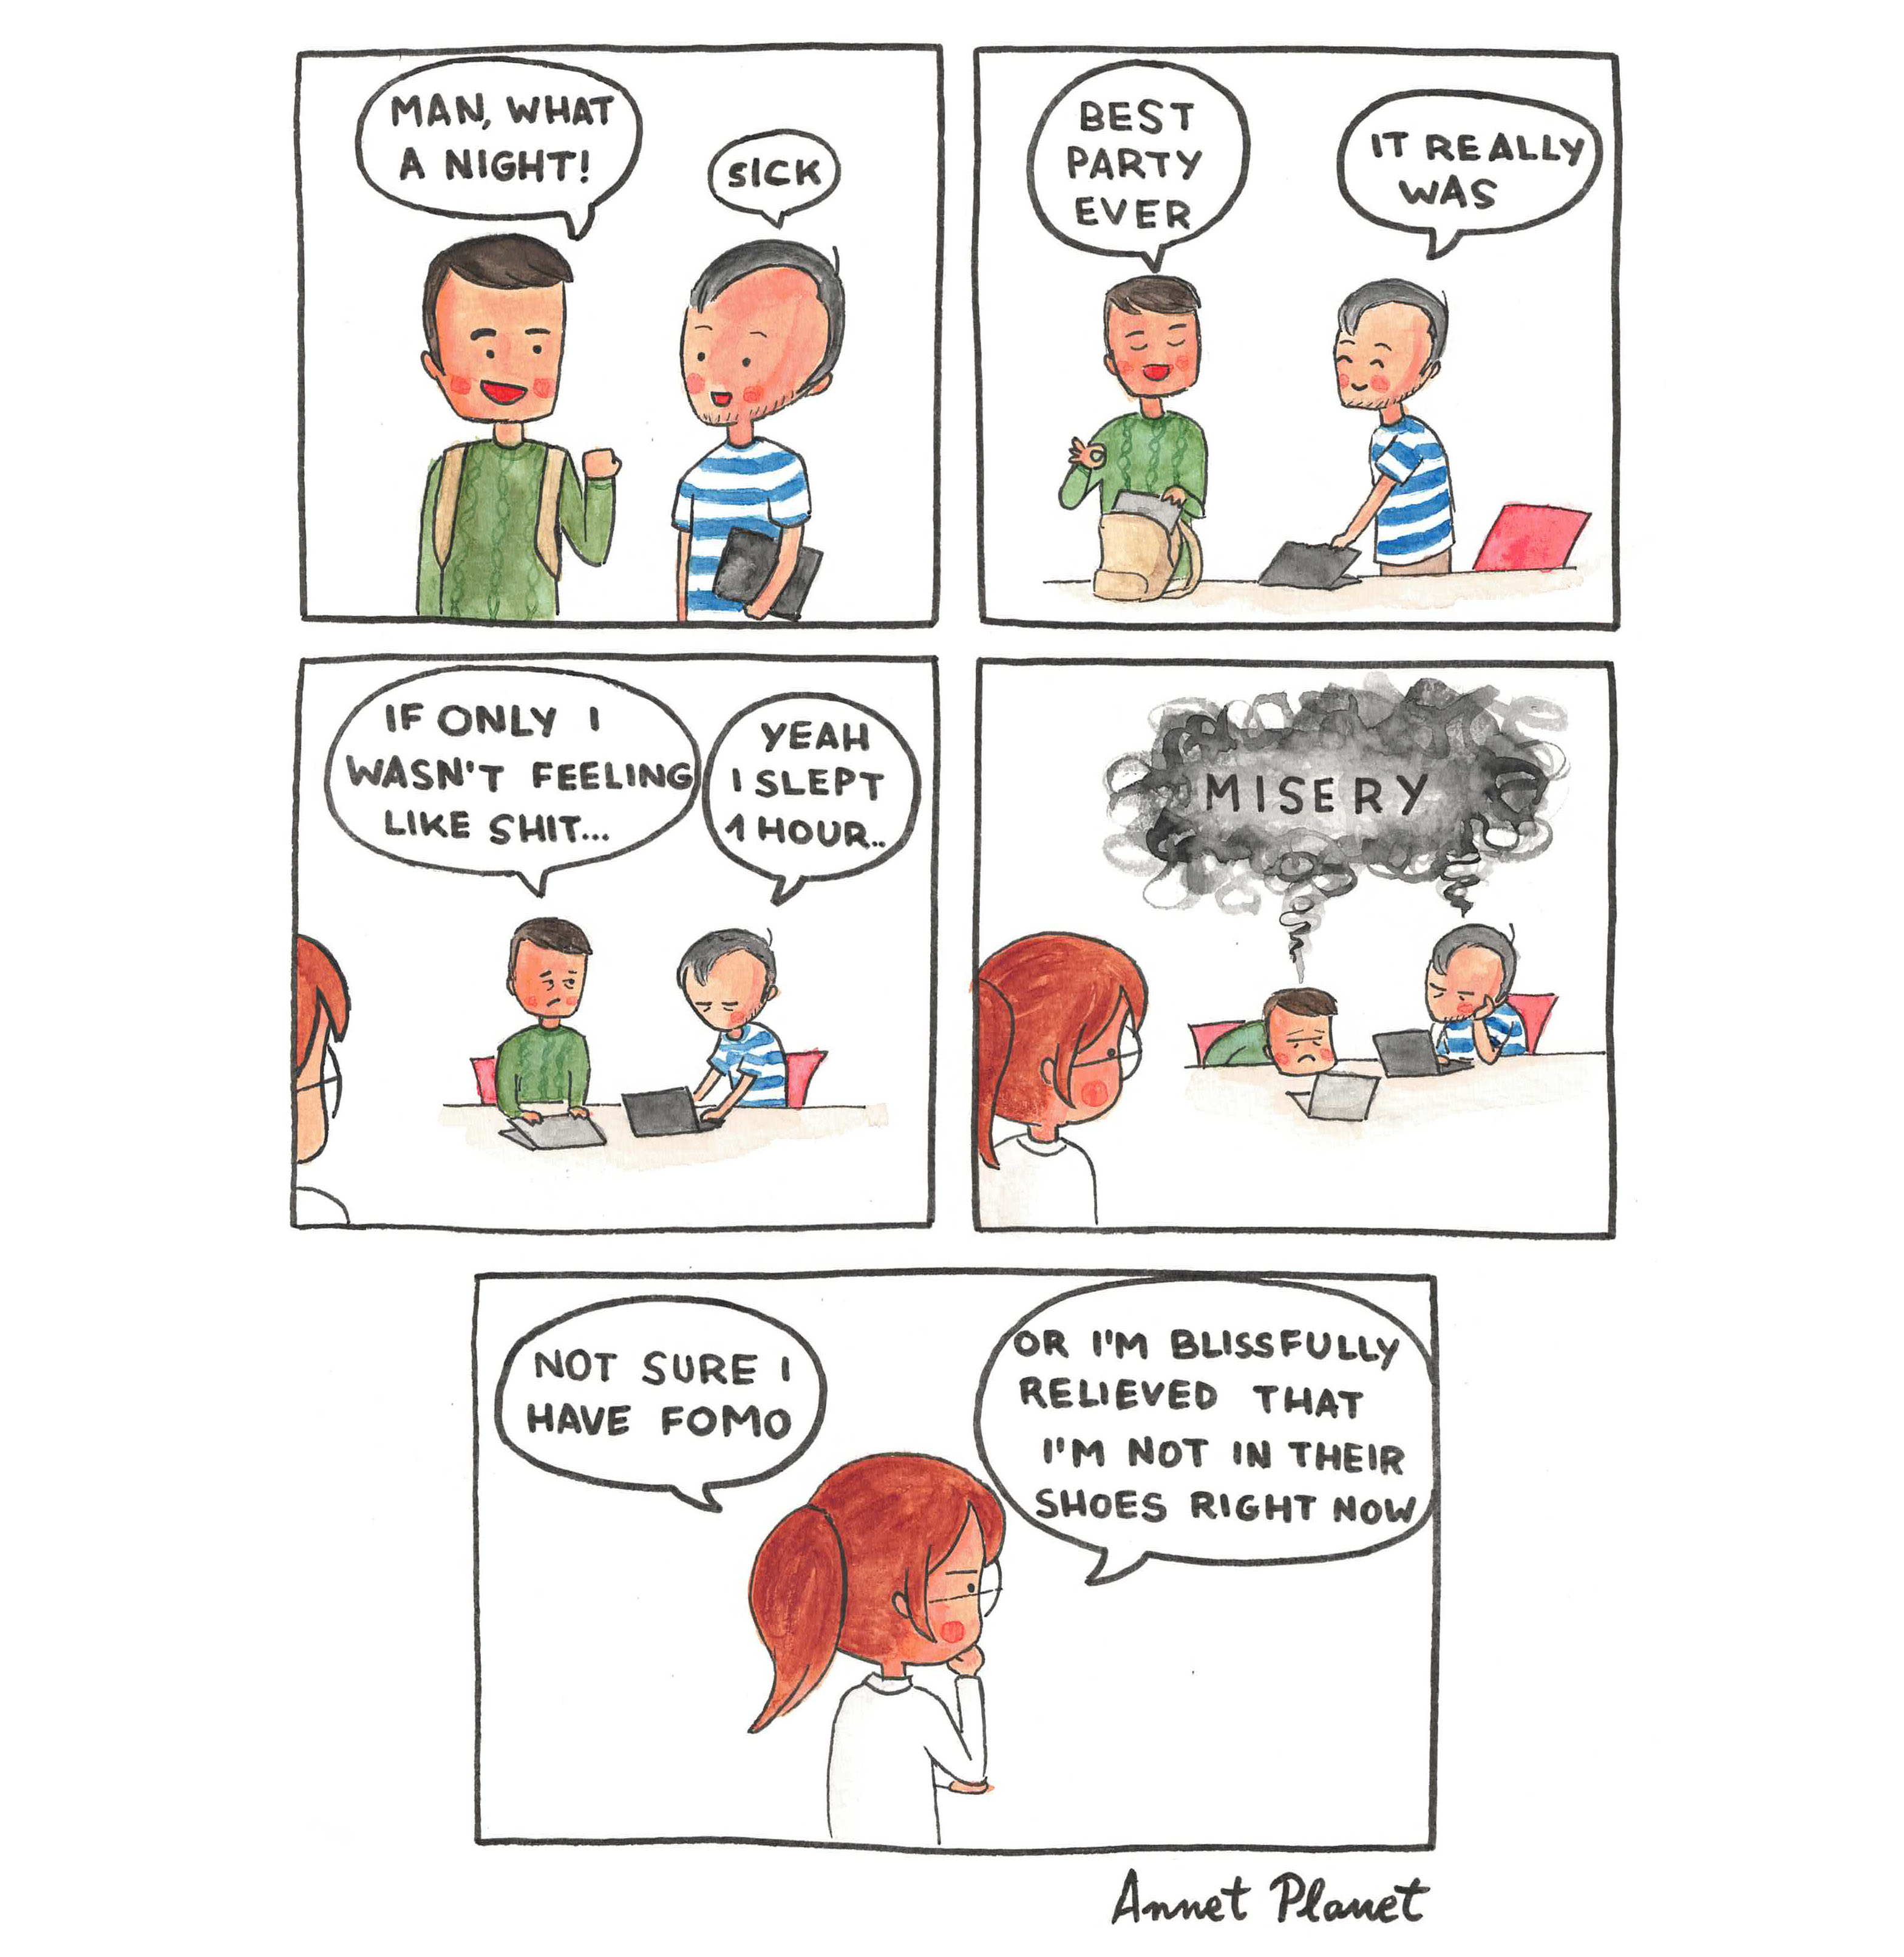 MAN, WHAT
A NIGHT!
SICK
BEST
PARTY
EVER
IT REALLY
WAS
IF ONLY I
WASN'T FEELING
LIKE SHIT...
YEAH
I SLEPT
1 HOUR..
MISERY
NOT SURE I
HAVE FOMO
OR I'M BLISSFULLY
RELIEVED THAT
I'M NOT IN THEIR
SHOES RIGHT NOW
Annet Planet